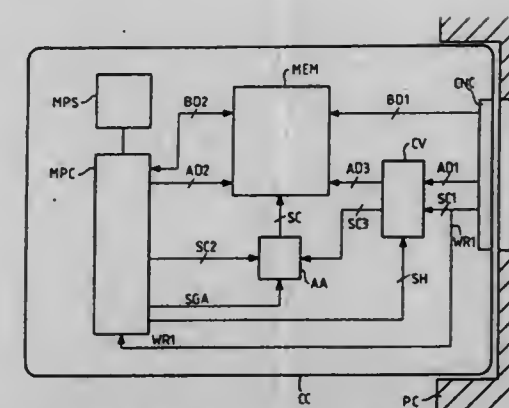 MEM
CNC
MPS
BD2
BD1
MPC
CV
AD2
AD3
AD1
SC
SC3
SC1
SC2
WR1
AA
SH
SGA
WR1
CC
PC